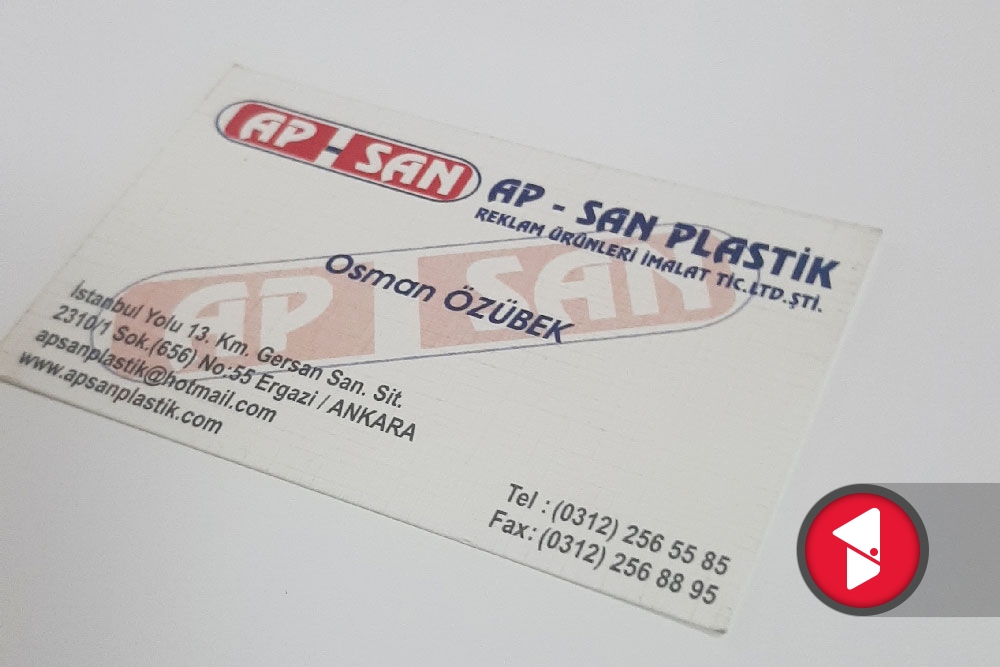 AP-SAN
AP - SAN PLASTİK
REKLAM ÜRÜNLERİ İMALAT TİC.LTD.ŞTİ.
AP-SAN
Osman ÖZÜBEK
İstanbul Yolu 13. Km. Gersan San. Sit.
2310/1 Sok.(656) No:55 Ergazi / ANKARA
apsanplastik@hotmail.com
www.apsanplastik.com
Tel : (0312) 256 55 85
Fax: (0312) 256 88 95